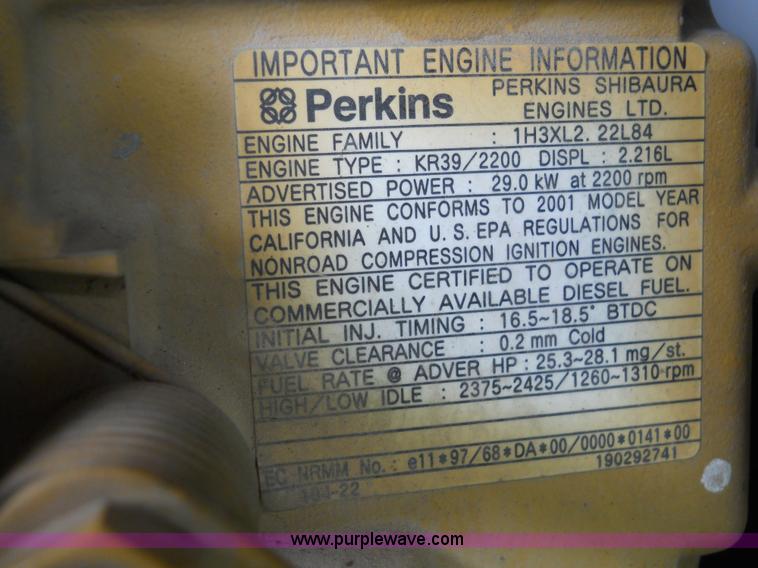 IMPORTANT ENGINE INFORMATION
Perkins PERKINS SHIBAURA
ENGINES LTD.
ENGINE FAMILY : 1H3XL2. 22L84
ENGINE TYPE : KR39/2200 DISPL : 2.216L
ADVERTISED POWER : 29.0 kW at 2200 rpm
THIS ENGINE CONFORMS TO 2001 MODEL YEAR
CALIFORNIA AND U.S.EPA REGULATIONS FOR
NONROAD COMPRESSION IGNITION ENGINES.
THIS ENGINE CERTIFIED TO OPERATE ON
COMMERCIALLY AVAILABLE DIESEL FUEL.
INITIAL INJ. TIMING : 16.5~18.5° BTDC
VALVE CLEARANCE : 0.2 mm Cold
FUEL RATE @ ADVER HP : 25.3~28.1 mg/st.
HIGH/LOW IDLE : 2375~2425/1260~1310 rpm
EC NRMM No.: e11*97/68*DA*00/0000*0141*00
104-22 190292741
www.purplewave.com